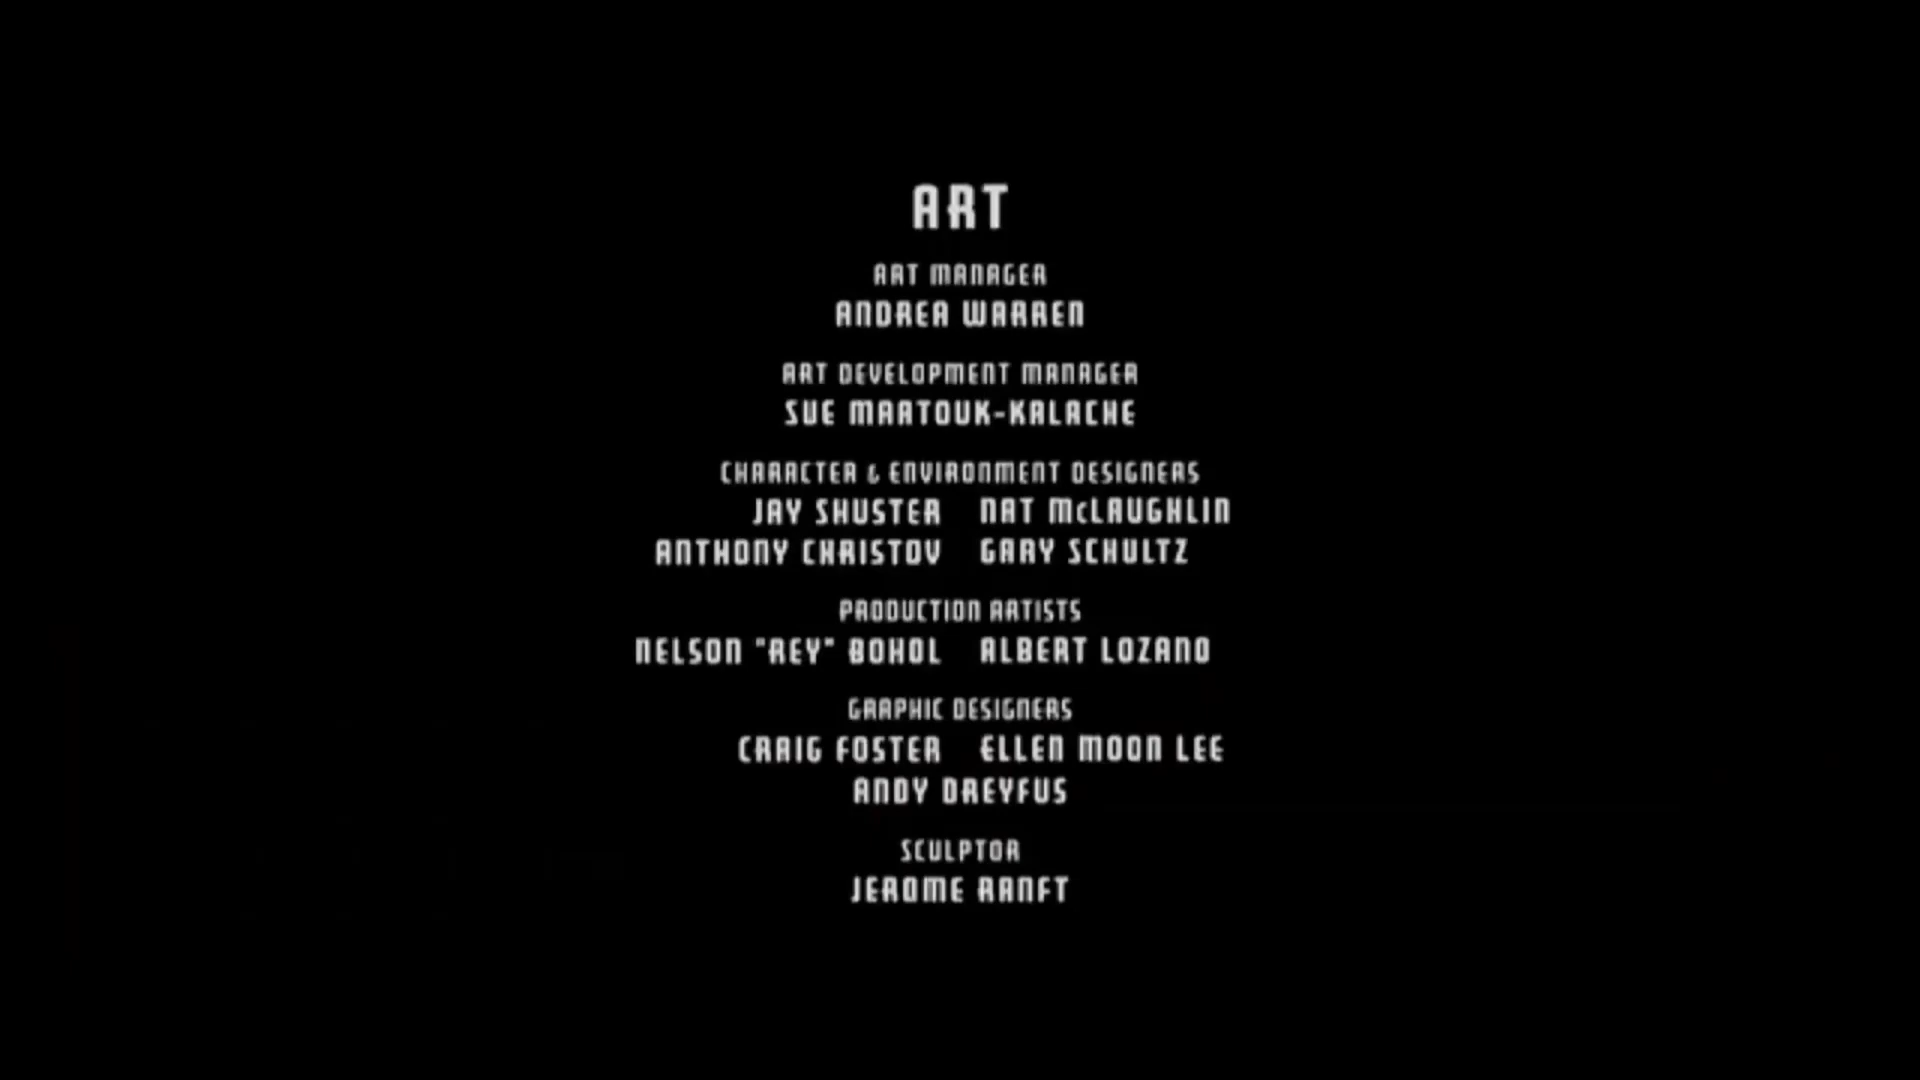 ART
ART MANAGER
ANDREA WARREN
ART DEVELOPMENT MANAGER
SUE MARTOUK-KALACHE
CHARACTER & ENVIRONMENT DESIGNERS
JAY SHUSTER NAT McLAUGHLIN
ANTHONY CHRISTOV GARY SCHULTZ
PRODUCTION ARTISTS
NELSON "REY" BOHOL ALBERT LOZANO
GRAPHIC DESIGNERS
CRAIG FOSTER ELLEN MOON LEE
ANDY DREYFUS
SCULPTOR
JEROME RANFT